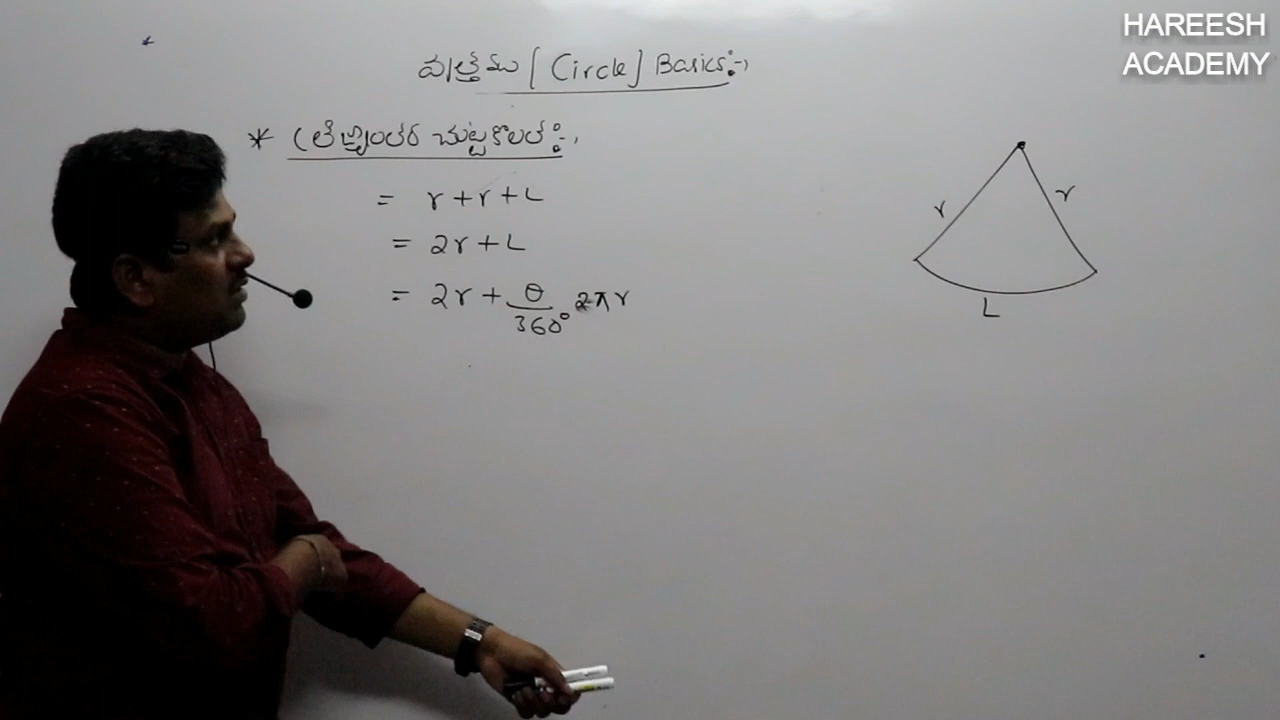 HAREESH
ACADEMY
వృత్తము [Circle] Basics:-
* త్రిజ్యాంతర చుట్టుకొలత :-
= r + r + L
= 2r + L
= 2r + θ/360° 2πr
r
r
L